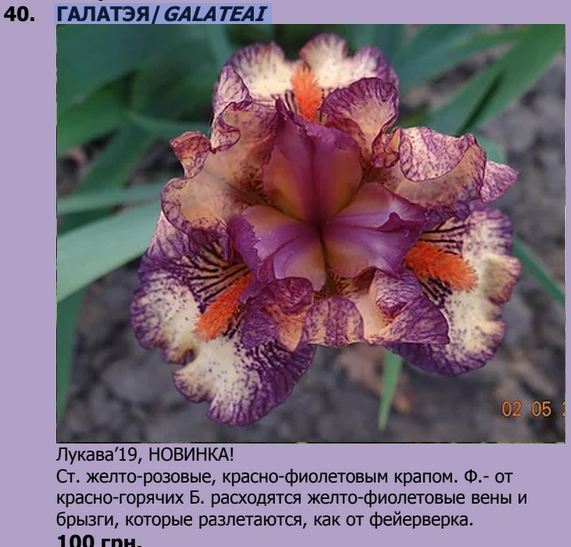 40. ГАЛАТЭЯ/ GALATEAI
02 05
Лукава’19, НОВИНКА!
Ст. желто-розовые, красно-фиолетовым крапом. Ф.- от
красно-горячих Б. расходятся желто-фиолетовые вены и
брызги, которые разлетаются, как от фейерверка.
100 грн.